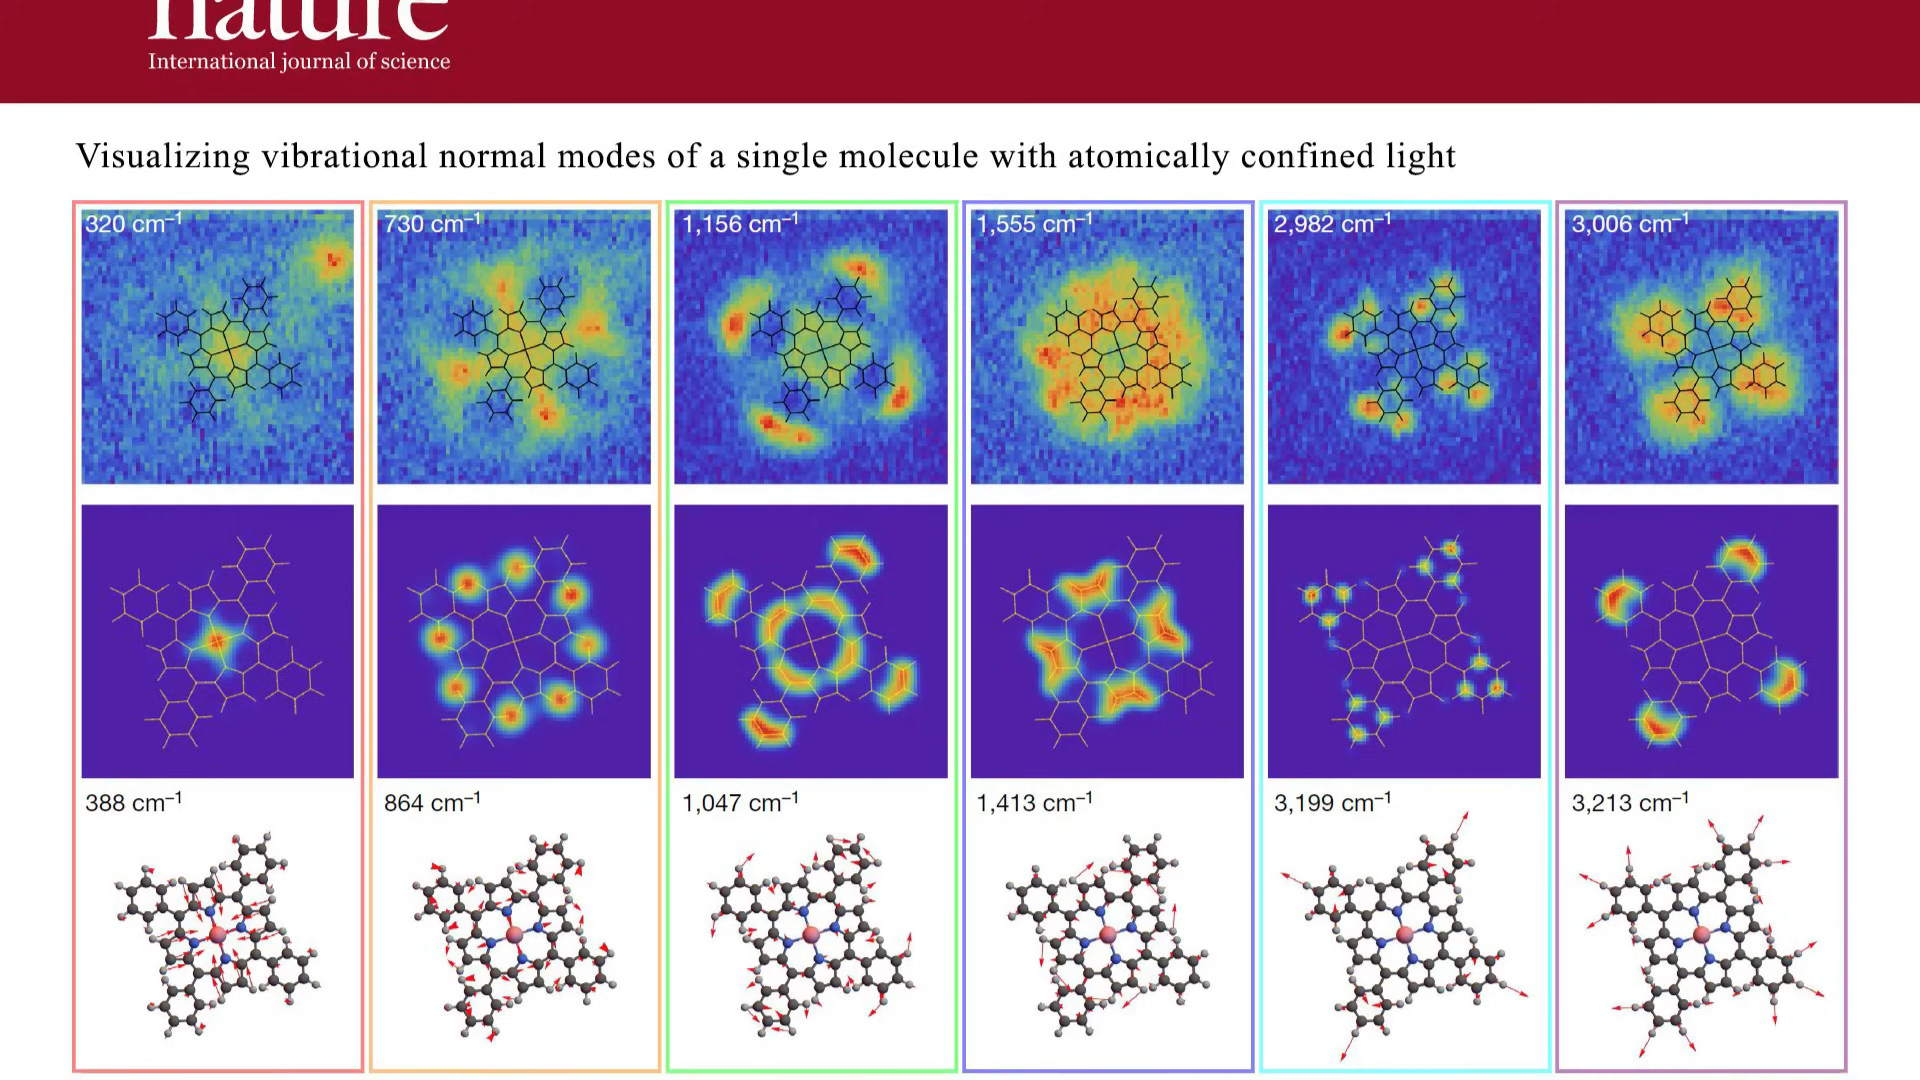 nature
International journal of science
Visualizing vibrational normal modes of a single molecule with atomically confined light
320 cm⁻¹
730 cm⁻¹
1,156 cm⁻¹
1,555 cm⁻¹
2,982 cm⁻¹
3,006 cm⁻¹
388 cm⁻¹
864 cm⁻¹
1,047 cm⁻¹
1,413 cm⁻¹
3,199 cm⁻¹
3,213 cm⁻¹